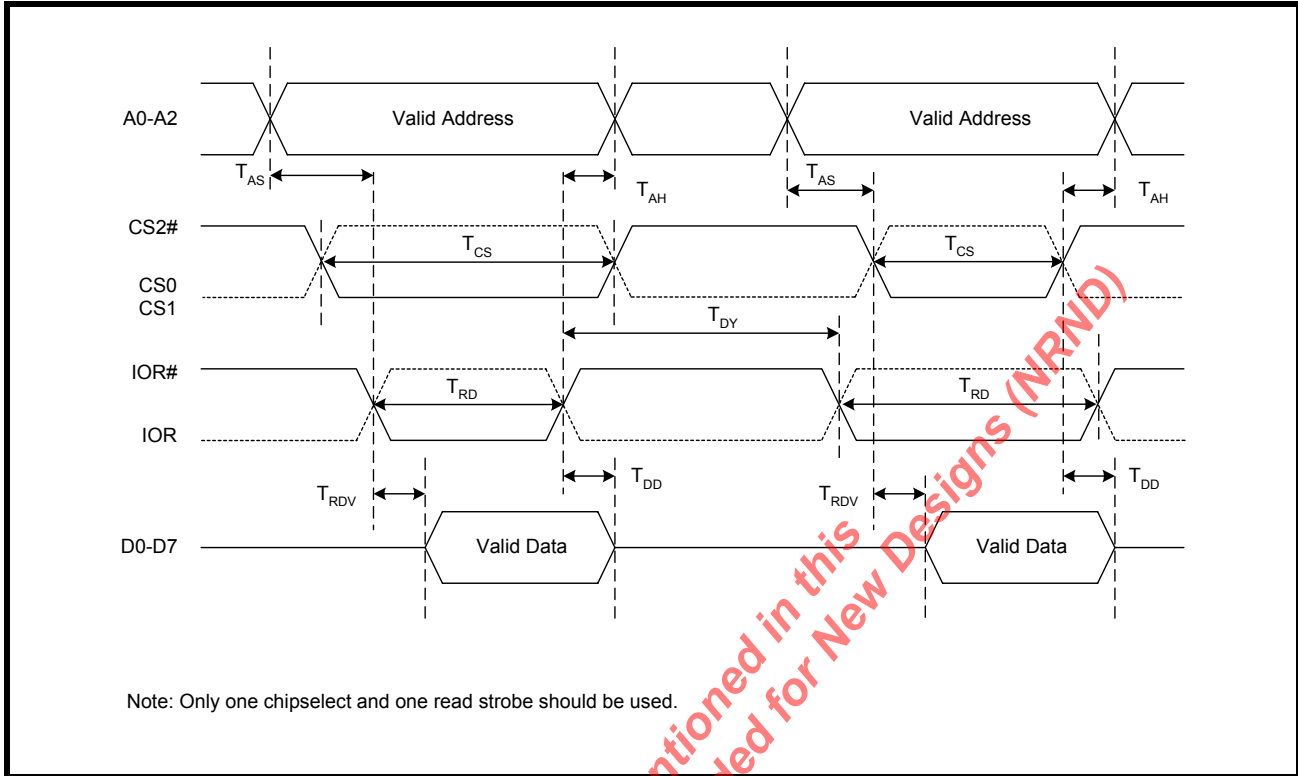 A0-A2
Valid Address
Valid Address
TAS
TAH
TAS
TAH
CS2#
TCS
TCS
CS0
CS1
TDY
IOR#
TRD
TRD
IOR
TRDV
TDD
TRDV
TDD
D0-D7
Valid Data
Valid Data
Note: Only one chipselect and one read strobe should be used.
mentioned in this
ded for New Designs (NRND)